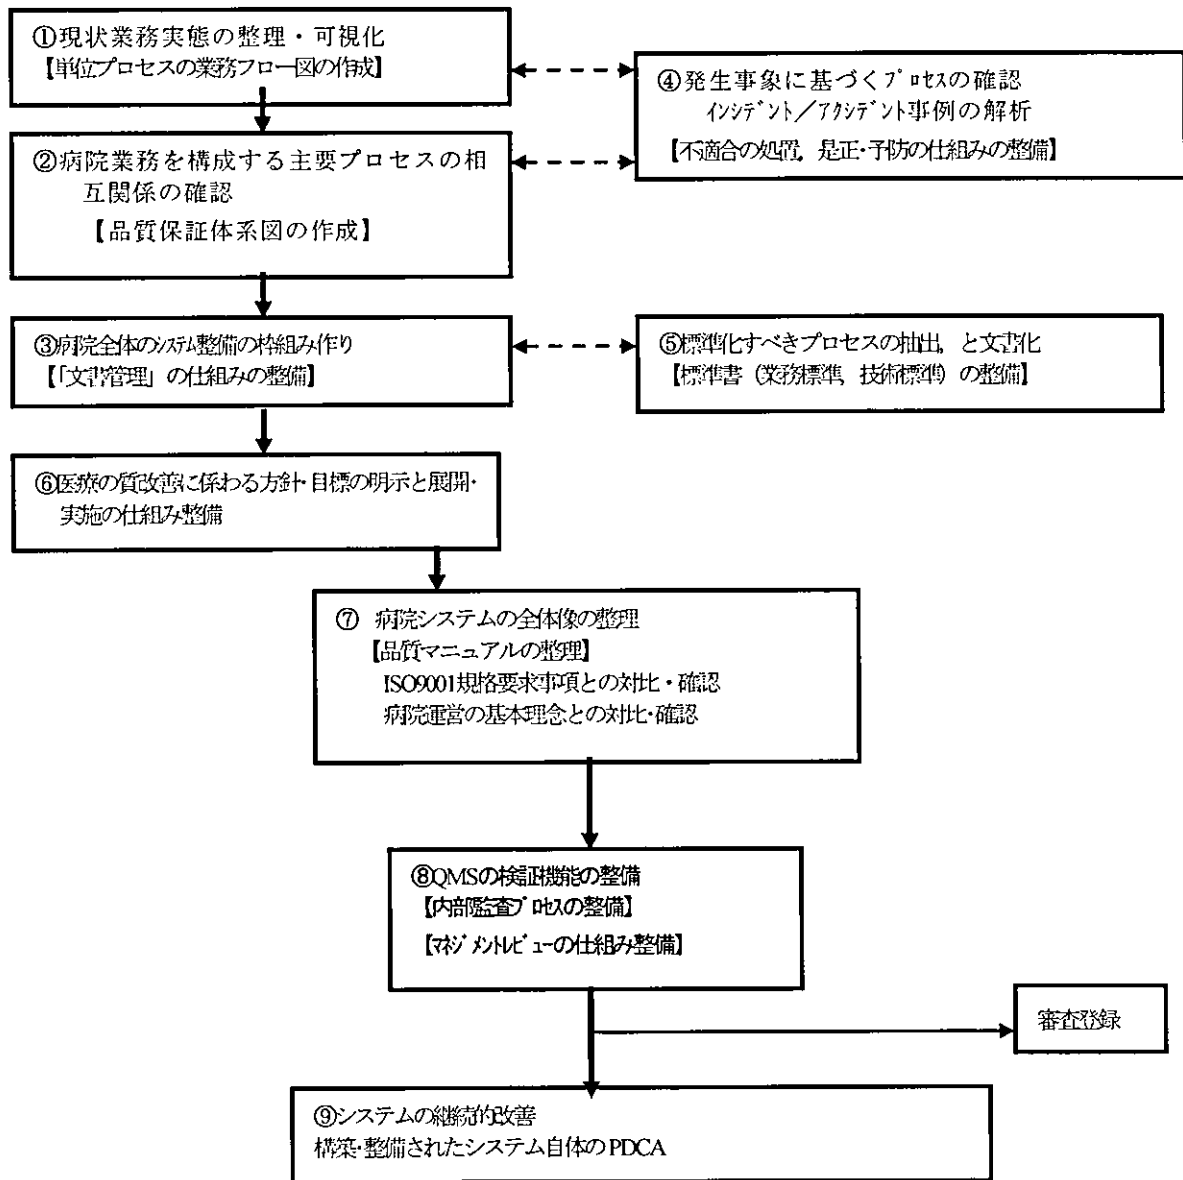 ①現状業務実態の整理・可視化
【単位プロセスの業務フロー図の作成】
④発生事象に基づくプロセスの確認
インシデント／アクシデント事例の解析
【不適合の処置，是正・予防の仕組みの整備】
②病院業務を構成する主要プロセスの相
互関係の確認
【品質保証体系図の作成】
③病院全体のシステム整備の枠組み作り
【「文書管理」の仕組みの整備】
⑤標準化すべきプロセスの抽出，と文書化
【標準書（業務標準，技術標準）の整備】
⑥医療の質改善に係わる方針・目標の明示と展開・
実施の仕組み整備
⑦ 病院システムの全体像の整理
【品質マニュアルの整理】
ISO9001規格要求事項との対比・確認
病院運営の基本理念との対比・確認
⑧QMSの検証機能の整備
【内部監査プロセスの整備】
【マネジメントレビューの仕組み整備】
審査登録
⑨システムの継続的改善
構築・整備されたシステム自体のPDCA